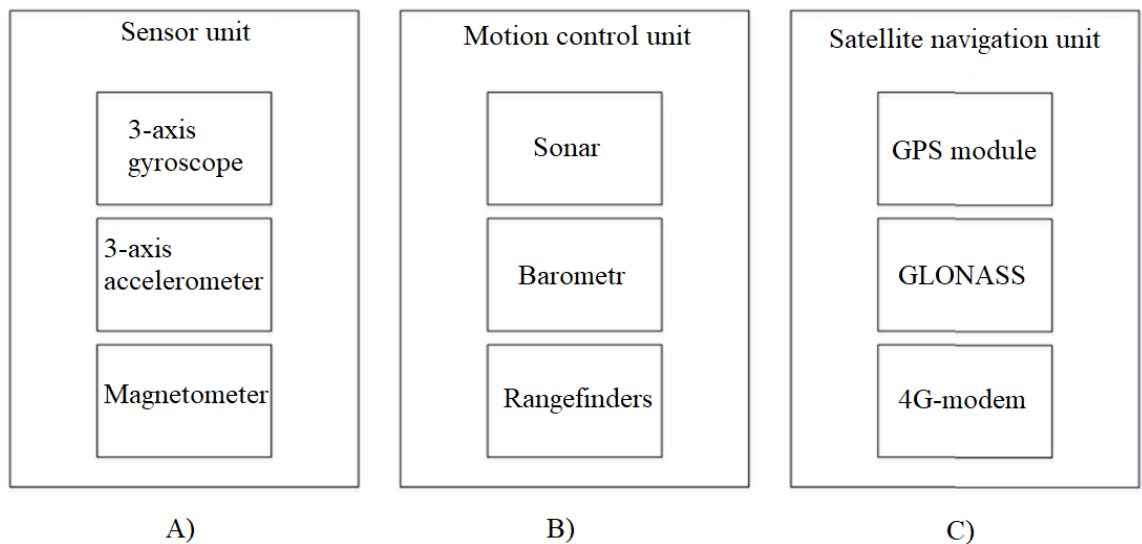 Sensor unit
3-axis
gyroscope
3-axis
accelerometer
Magnetometer
A)
Motion control unit
Sonar
Barometr
Rangefinders
B)
Satellite navigation unit
GPS module
GLONASS
4G-modem
C)